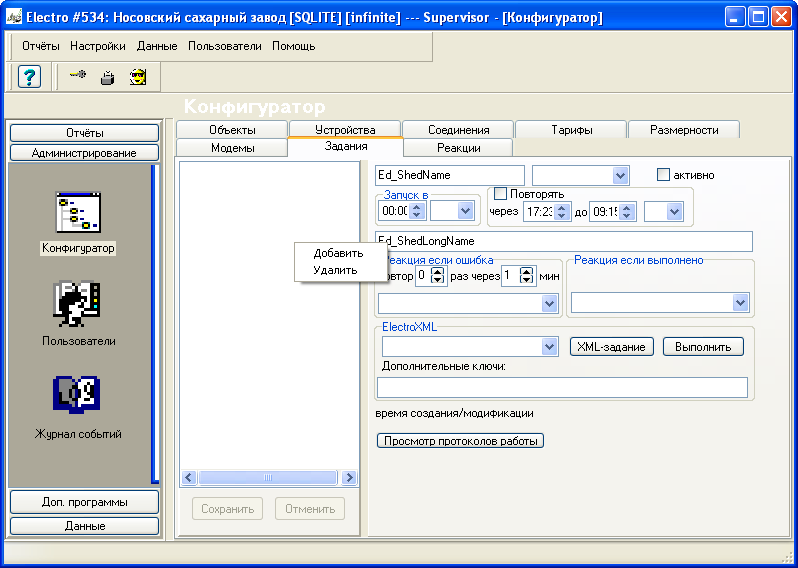 Electro #534: Носовский сахарный завод [SQLITE] [infinite] --- Supervisor - [Конфигуратор]
Отчёты Настройки Данные Пользователи Помощь
?
Конфигуратор
Отчёты
Администрирование
Конфигуратор
Пользователи
Журнал событий
Доп. программы
Данные
Объекты Устройства Соединения Тарифы Размерности
Модемы Задания Реакции
Добавить
Удалить
Сохранить Отменить
Ed_ShedName
активно
Запуск в
00:00
Повторять
через 17:23 до 09:15
Ed_ShedLongName
Реакция если ошибка
овтор 0 раз через 1 мин
Реакция если выполнено
ElectroXML
XML-задание Выполнить
Дополнительные ключи:
время создания/модификации
Просмотр протоколов работы